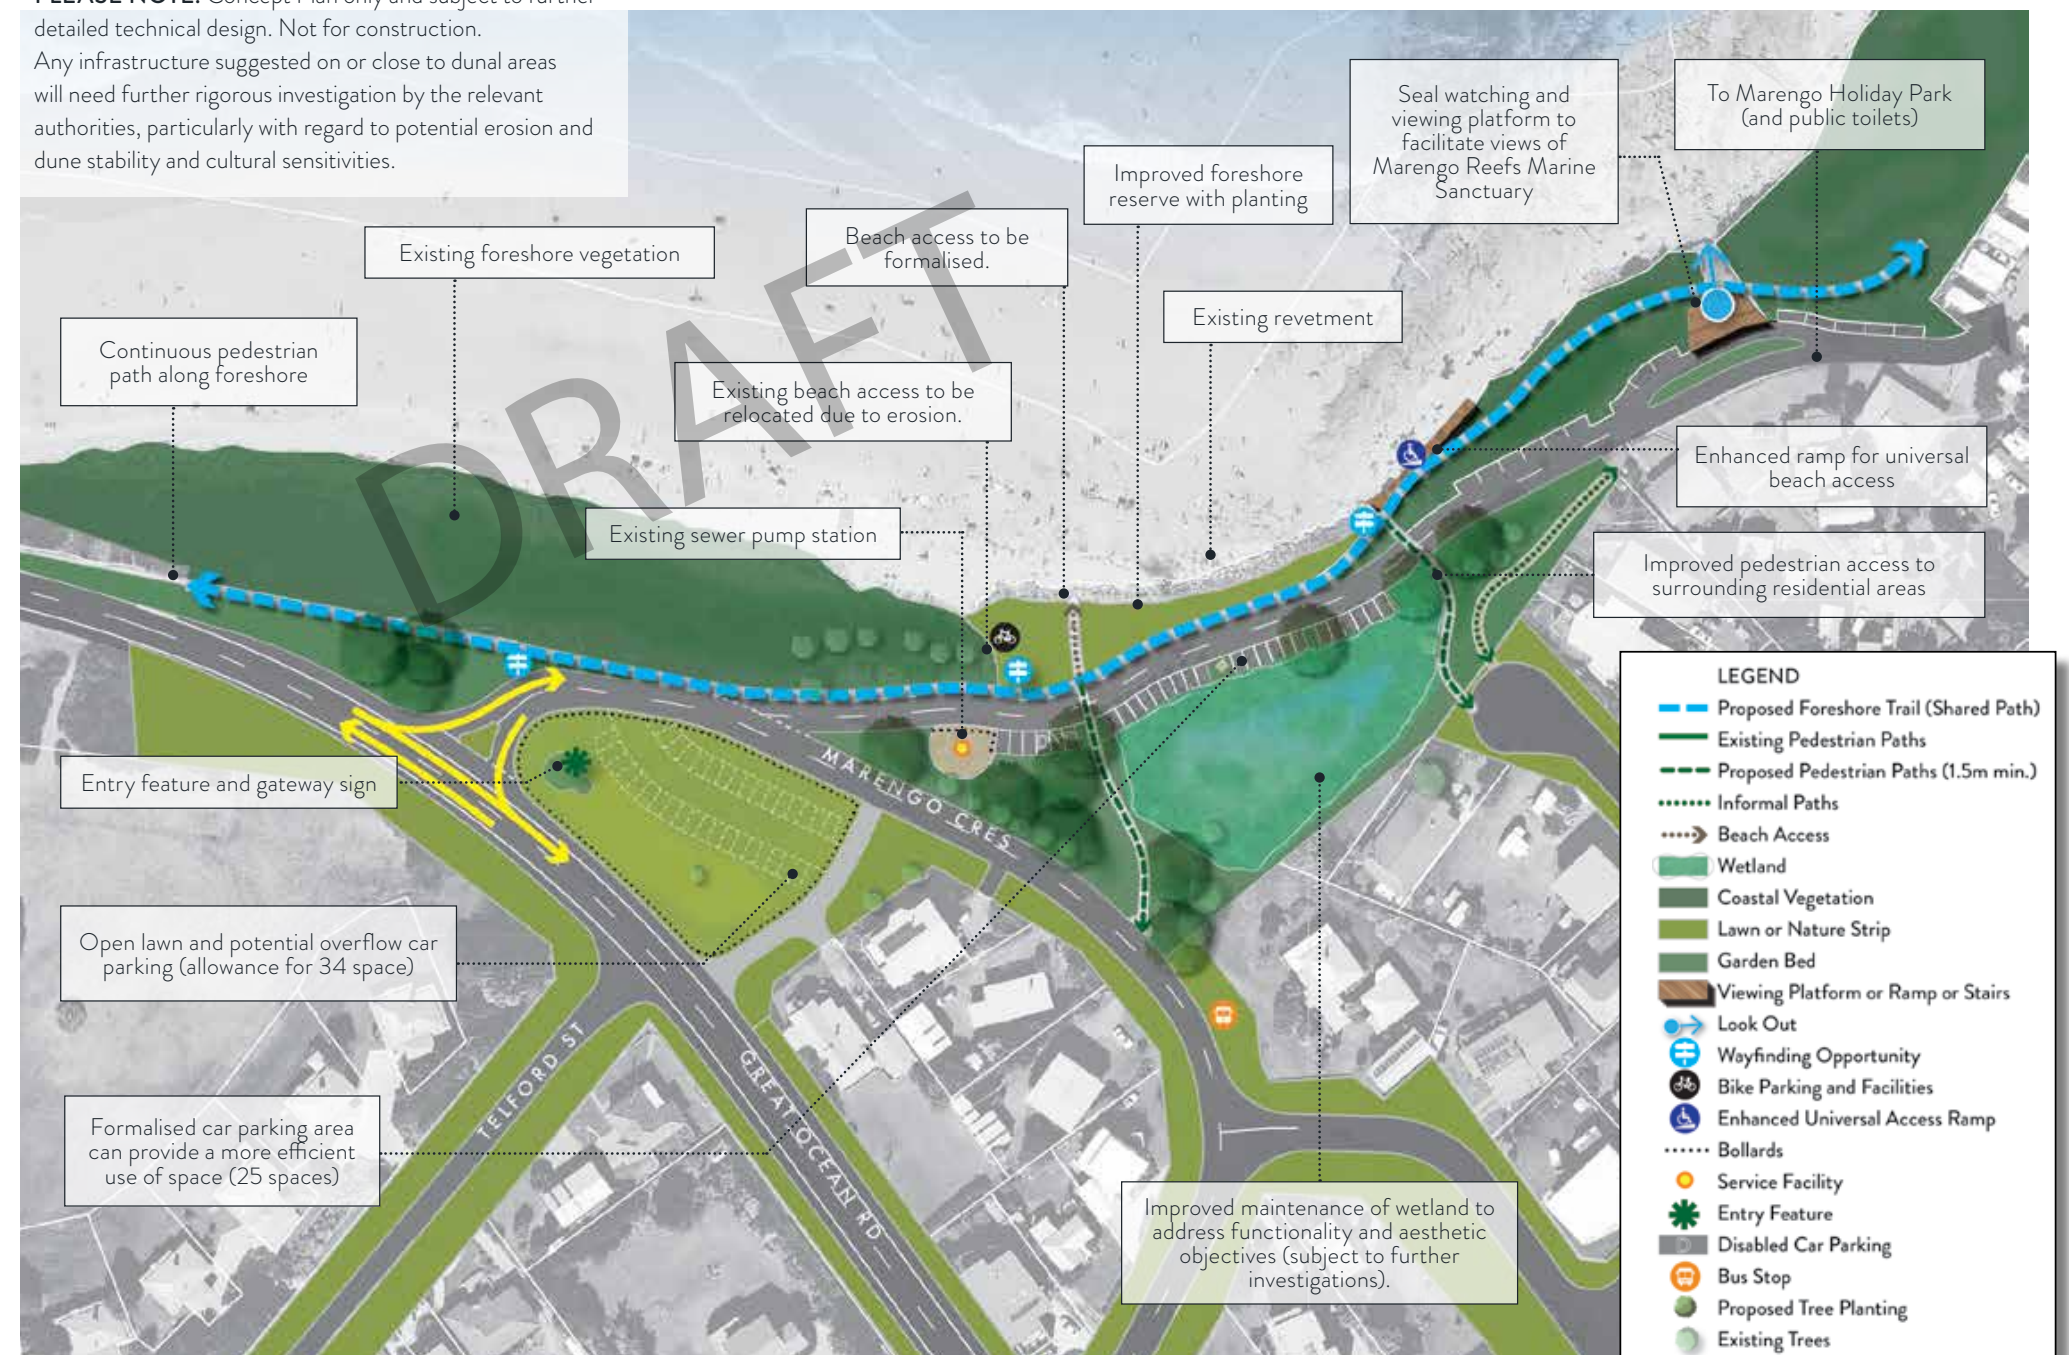 PLEASE NOTE: Concept Plan only and subject to further
detailed technical design. Not for construction.
Any infrastructure suggested on or close to dunal areas
will need further rigorous investigation by the relevant
authorities, particularly with regard to potential erosion and
dune stability and cultural sensitivities.
Seal watching and
viewing platform to
facilitate views of
Marengo Reefs Marine
Sanctuary
To Marengo Holiday Park
(and public toilets)
Improved foreshore
reserve with planting
Beach access to be
formalised.
Existing foreshore vegetation
Existing revetment
Continuous pedestrian
path along foreshore
Existing beach access to be
relocated due to erosion.
DRAFT
Enhanced ramp for universal
beach access
Existing sewer pump station
Improved pedestrian access to
surrounding residential areas
Entry feature and gateway sign
P
MARENGO CRES
Open lawn and potential overflow car
parking (allowance for 34 space)
TELFORD ST
GREAT OCEAN RD
Formalised car parking area
can provide a more efficient
use of space (25 spaces)
Improved maintenance of wetland to
address functionality and aesthetic
objectives (subject to further
investigations).
LEGEND
Proposed Foreshore Trail (Shared Path)
Existing Pedestrian Paths
Proposed Pedestrian Paths (1.5m min.)
Informal Paths
Beach Access
Wetland
Coastal Vegetation
Lawn or Nature Strip
Garden Bed
Viewing Platform or Ramp or Stairs
Look Out
Wayfinding Opportunity
Bike Parking and Facilities
Enhanced Universal Access Ramp
Bollards
Service Facility
Entry Feature
D Disabled Car Parking
Bus Stop
Proposed Tree Planting
Existing Trees